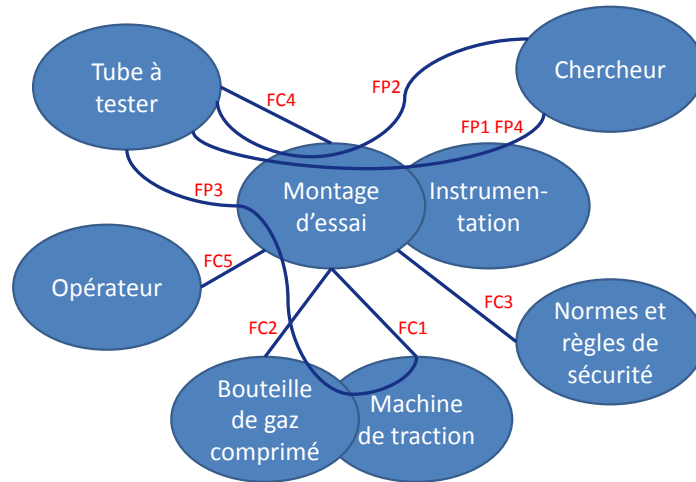 Tube à
tester
Chercheur
FP2
FC4
FP1 FP4
Montage
d'essai
Instrumen-
tation
FP3
Opérateur
FC5
FC3
Normes et
règles de
sécurité
FC2
FC1
Bouteille
de gaz
comprimé
Machine
de traction